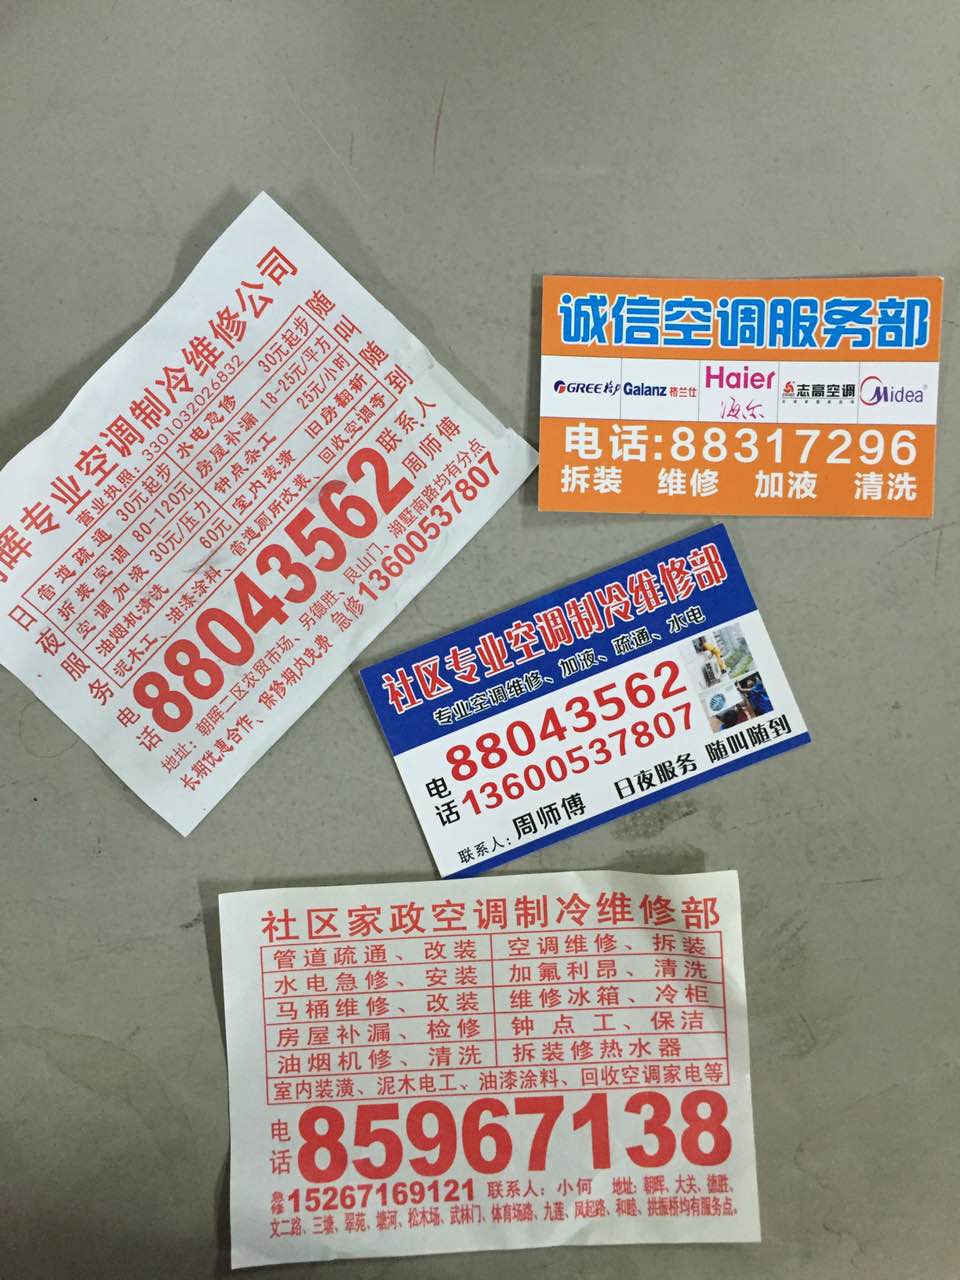 牌专业空调制冷维修公司
营业执照:330103202026832
管道疏通 30元起步 水电急修 30元起步
拆装空调 80-120元 房屋补漏 18-25元/平方
空调加液 30元/压力 钟点杂工 25元/小时
油烟机清洗 60元 室内装潢 旧房翻新
泥木工、油漆涂料、管道厕所改装、回收空调等
日夜服务
随叫随到
电话
88043562
联系人
周师傅
地址:朝晖二区农贸市场、另德胜、艮山门、湖墅南路均有分点
长期优惠合作、保修期内免费 急修13600537807
诚信空调服务部
GREE格力 Galanz 格兰仕 Haier 海尔 志高空调 Midea
电话:88317296
拆装 维修 加液 清洗
社区专业空调制冷维修部
专业空调维修、加液、疏通、水电
电话
88043562
13600537807
联系人:周师傅 日夜服务 随叫随到
社区家政空调制冷维修部
管道疏通、改装 空调维修、拆装
水电急修、安装 加氟利昂、清洗
马桶维修、改装 维修冰箱、冷柜
房屋补漏、检修 钟点工、保洁
油烟机修、清洗 拆装修热水器
室内装潢、泥木电工、油漆涂料、回收空调家电等
电话 85967138
急修 15267169121 联系人:小何 地址:朝晖、大关、德胜、
文二路、三塘、翠苑、塘河、松木场、武林门、体育场路、九莲、凤起路、和睦、拱振桥均有服务点。